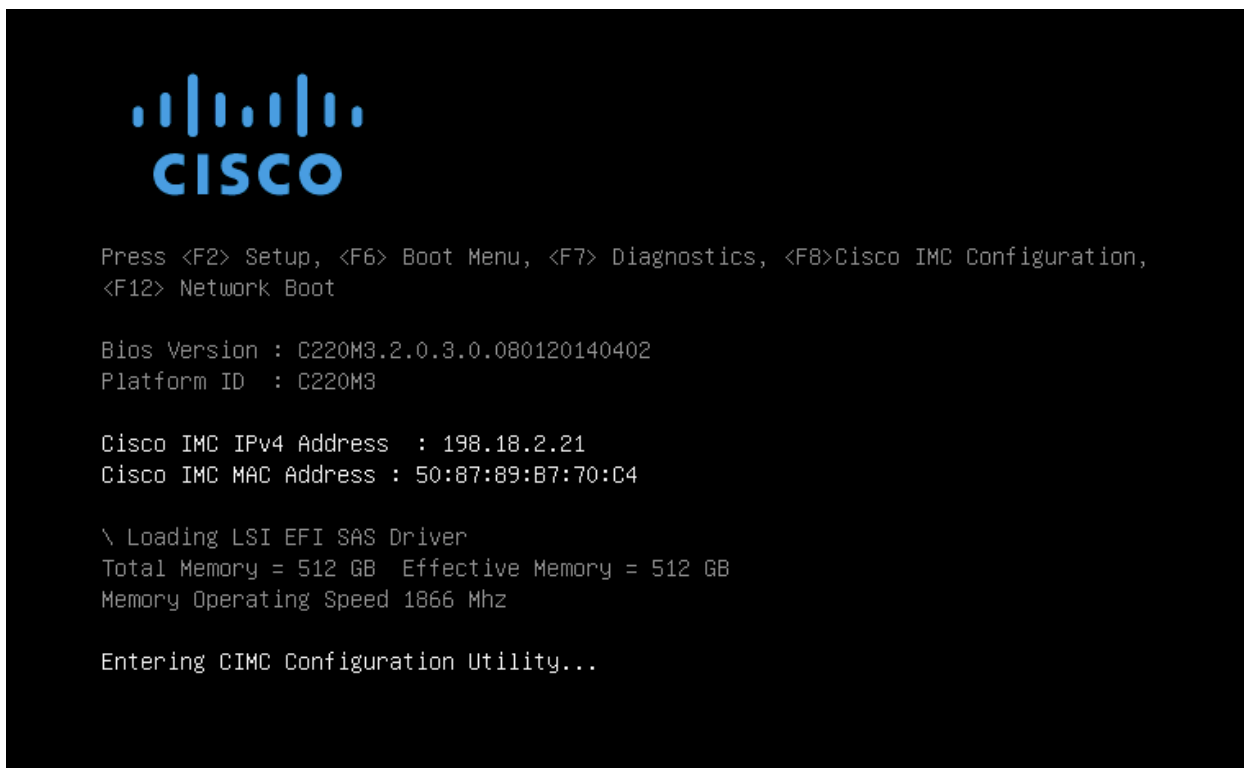 CISCO
Press <F2> Setup, <F6> Boot Menu, <F7> Diagnostics, <F8>Cisco IMC Configuration,
<F12> Network Boot
Bios Version : C220M3.2.0.3.0.080120140402
Platform ID  : C220M3
Cisco IMC IPv4 Address  : 198.18.2.21
Cisco IMC MAC Address : 50:87:89:B7:70:C4
\ Loading LSI EFI SAS Driver
Total Memory = 512 GB  Effective Memory = 512 GB
Memory Operating Speed 1866 Mhz
Entering CIMC Configuration Utility...